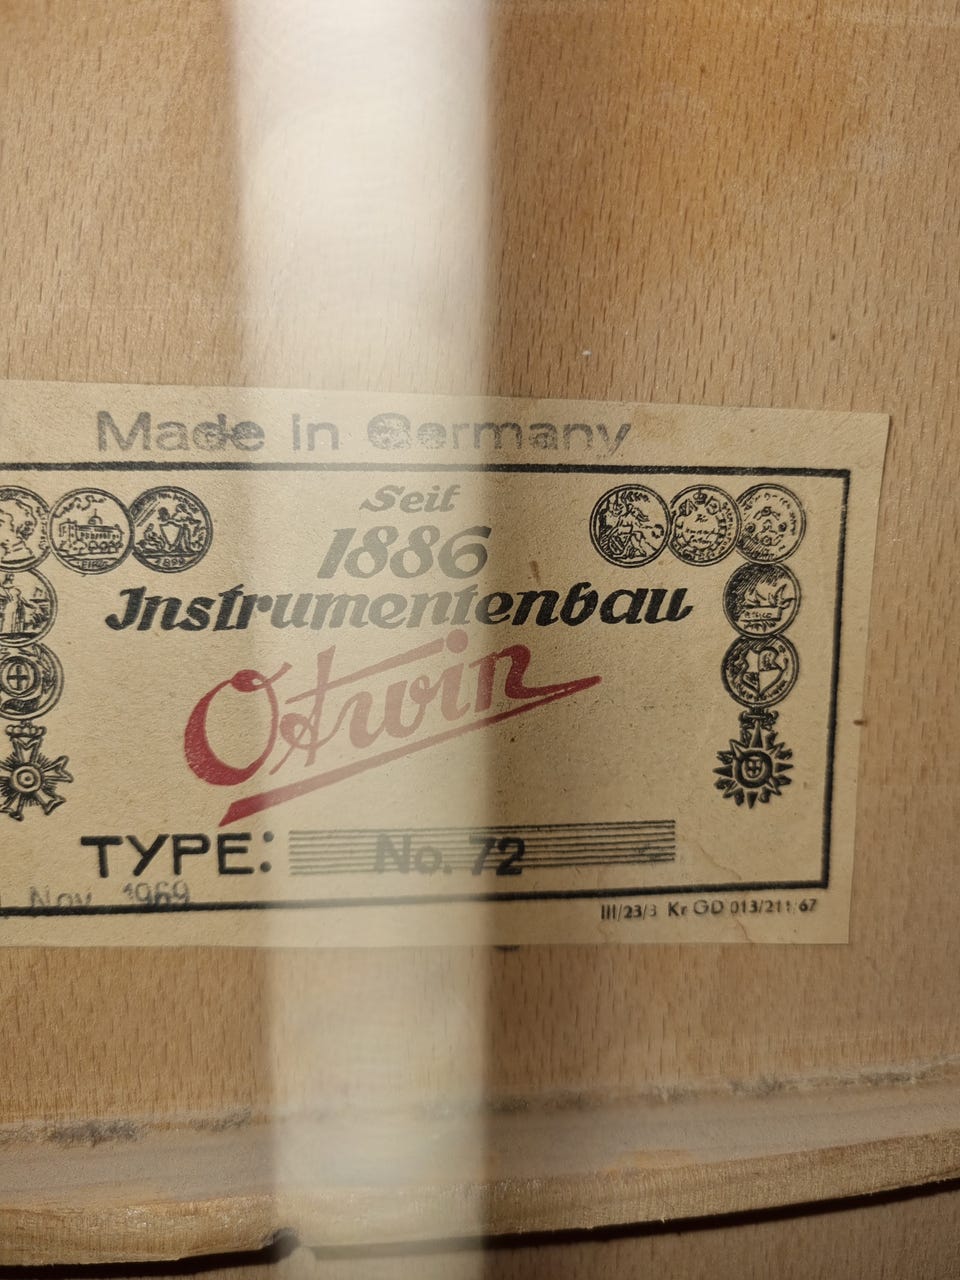 Made in Germany
Seit
1886
Instrumentenbau
Otwin
TYPE: No. 72
Nov. 1969
III/23/3 Kr GD 013/211/67
1899